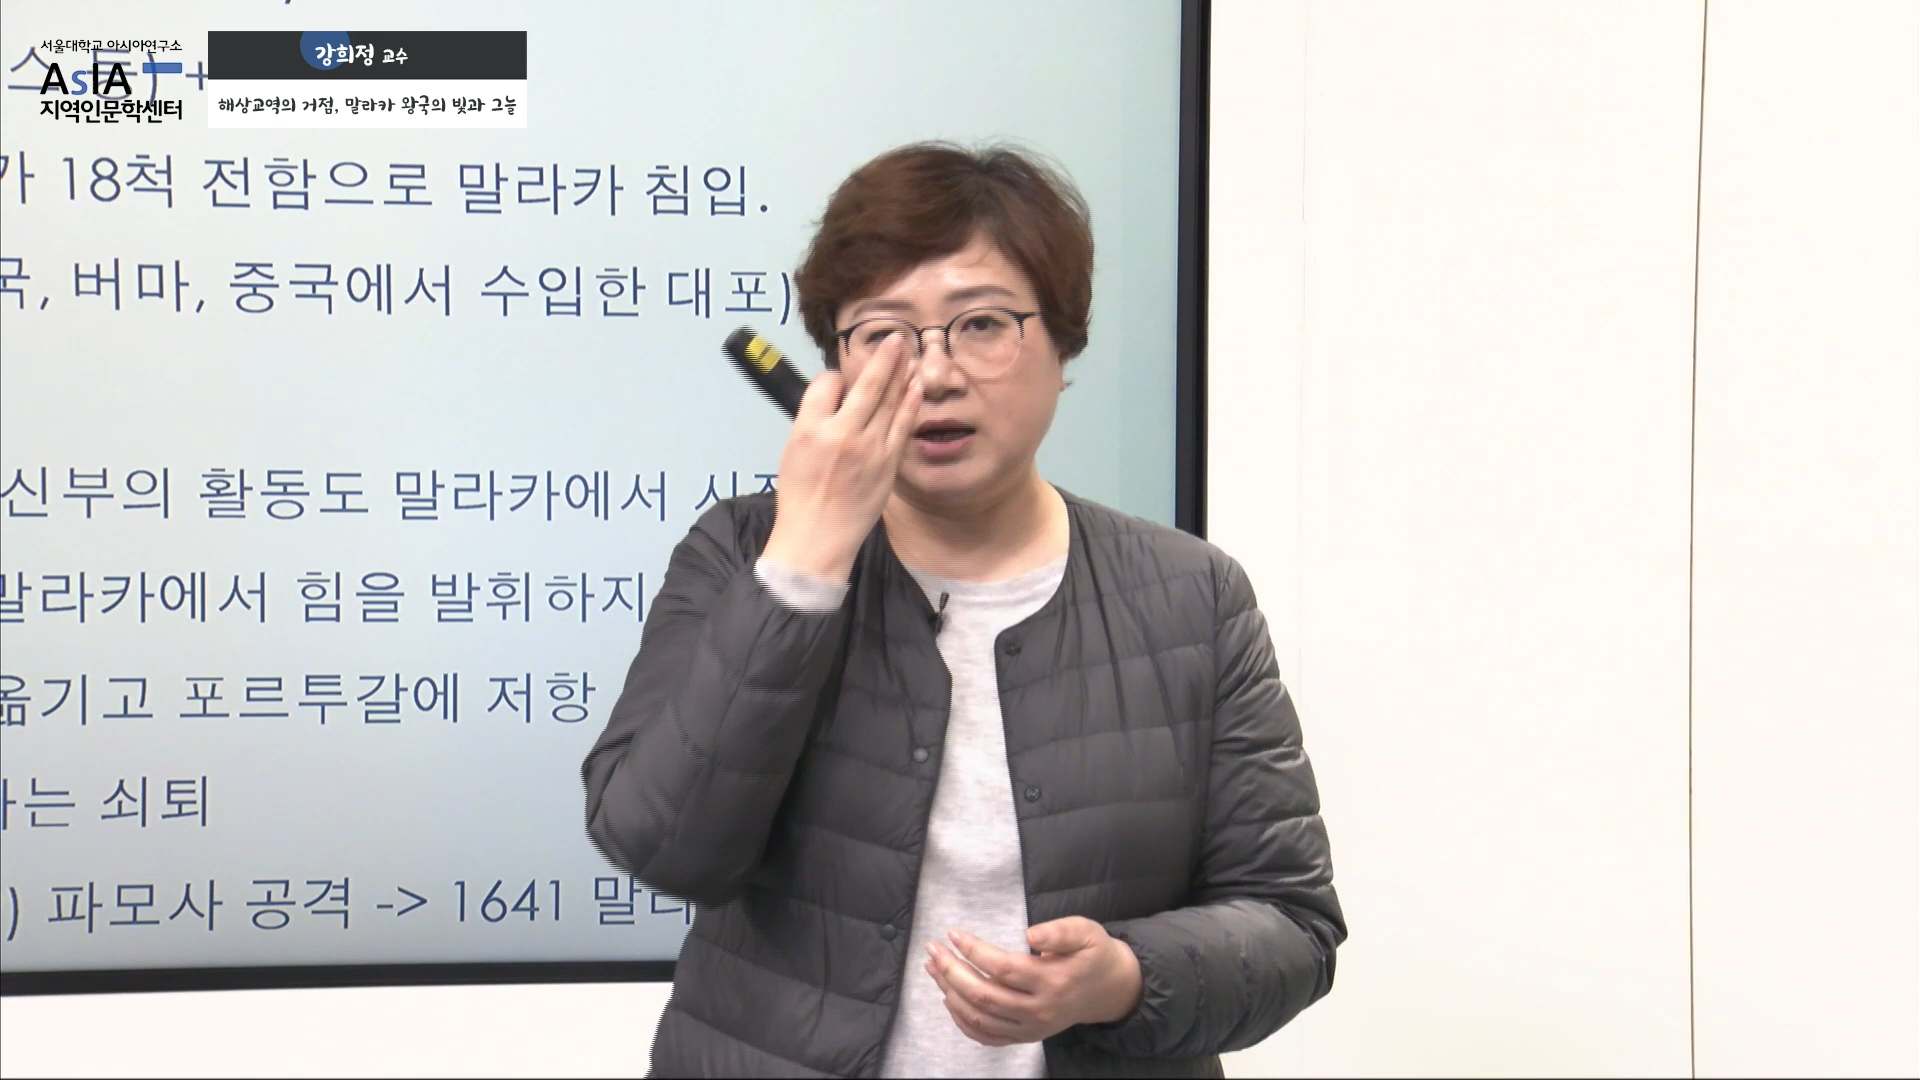 서울대학교 아시아연구소
AsIA
지역인문학센터
강희정 교수
해상교역의 거점, 말라카 왕국의 빛과 그늘
스 등) +
가 18척 전함으로 말라카 침입.
국, 버마, 중국에서 수입한 대포)
신부의 활동도 말라카에서
말라카에서 힘을 발휘하지
옮기고 포르투갈에 저항
는 쇠퇴
) 파모사 공격 -> 1641 말라